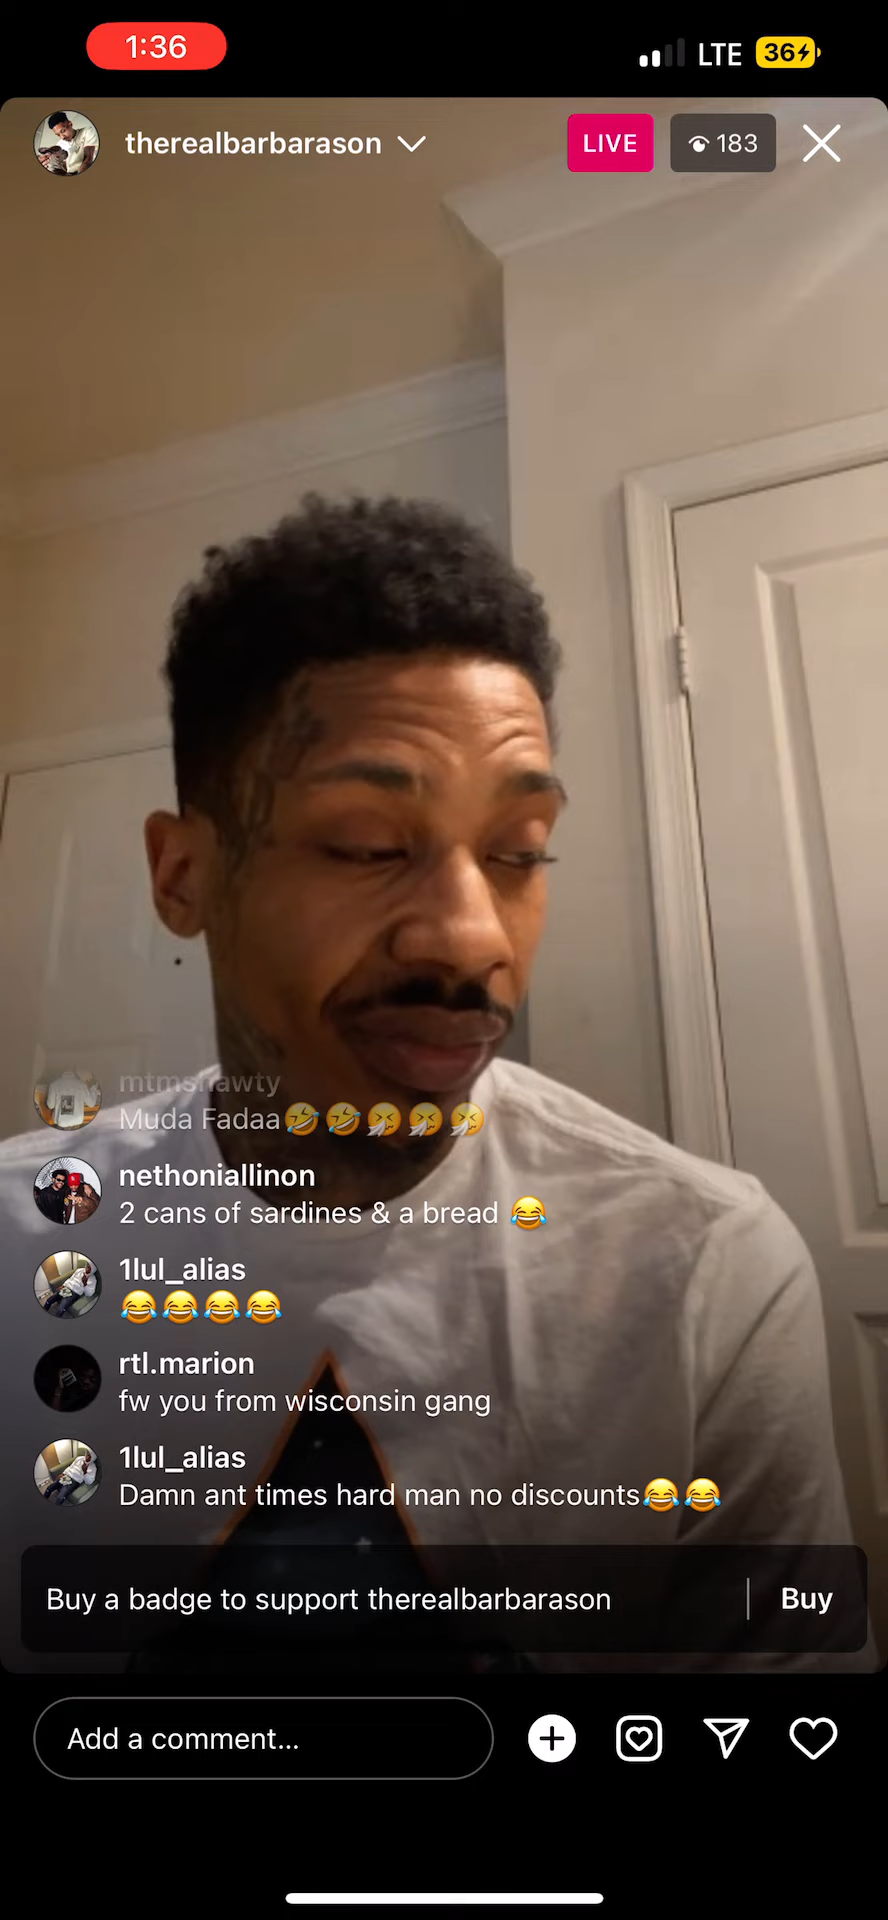 1:36
LTE 36
therealbarbarason
LIVE
183
mtmshawty
Muda Fadaa🤣🤣🤧🤧🤧
nethoniallinon
2 cans of sardines & a bread 😂
1lul_alias
😂😂😂😂
rtl.marion
fw you from wisconsin gang
1lul_alias
Damn ant times hard man no discounts😂😂
Buy a badge to support therealbarbarason
Buy
Add a comment...